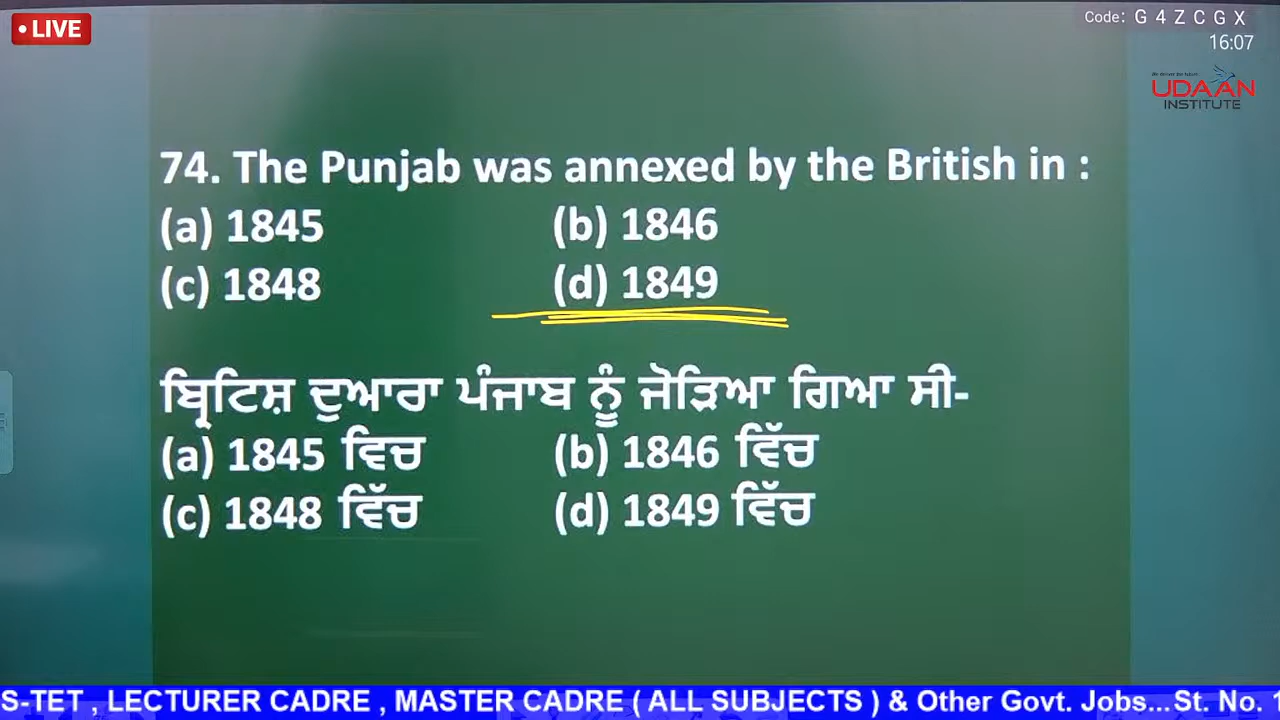 • LIVE
Code: G 4 Z C G X
16:07
UDAAN
INSTITUTE
74. The Punjab was annexed by the British in :
(a) 1845 (b) 1846
(c) 1848 (d) 1849
ਬ੍ਰਿਟਿਸ਼ ਦੁਆਰਾ ਪੰਜਾਬ ਨੂੰ ਜੋੜਿਆ ਗਿਆ ਸੀ-
(a) 1845 ਵਿਚ (b) 1846 ਵਿੱਚ
(c) 1848 ਵਿੱਚ (d) 1849 ਵਿੱਚ
S-TET , LECTURER CADRE , MASTER CADRE ( ALL SUBJECTS ) & Other Govt. Jobs...St. No. 1